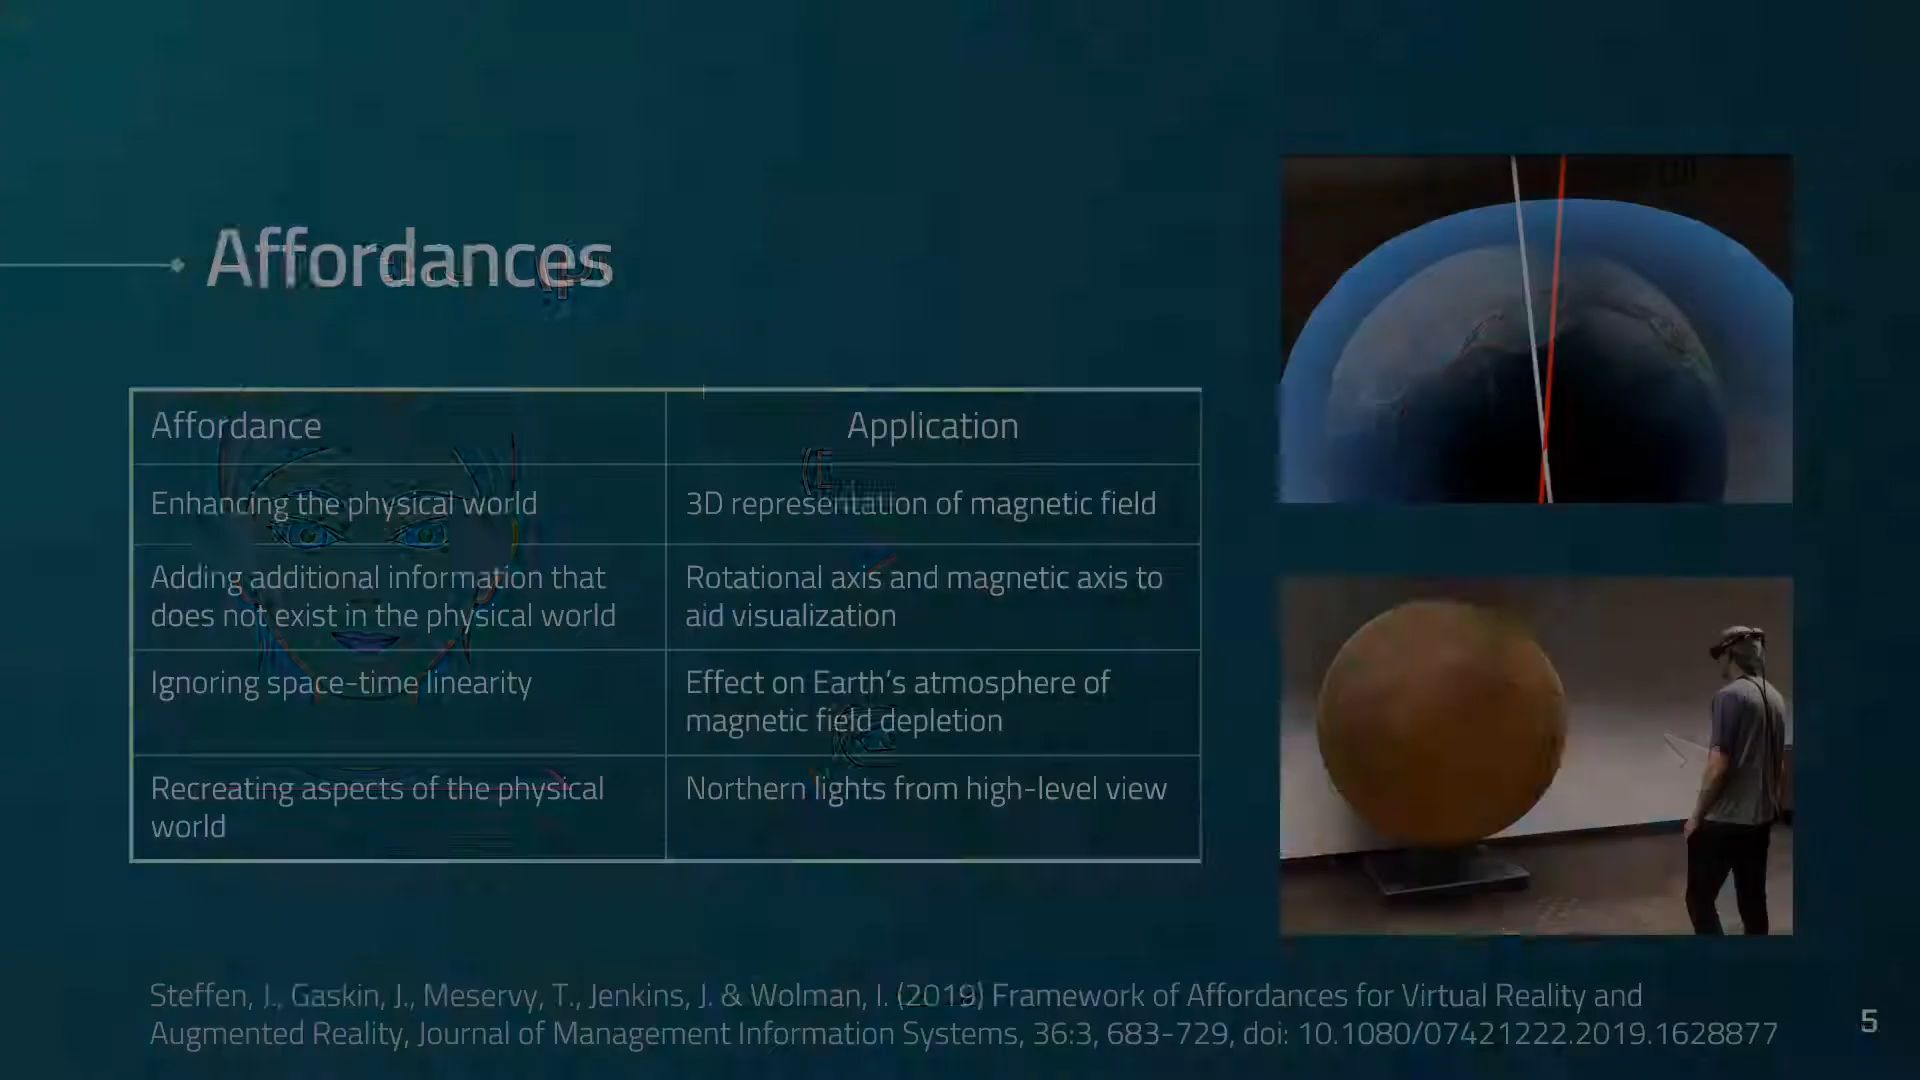 Affordances
Affordance
Application
Enhancing the physical world
3D representation of magnetic field
Adding additional information that
does not exist in the physical world
Rotational axis and magnetic axis to
aid visualization
Ignoring space-time linearity
Effect on Earth's atmosphere of
magnetic field depletion
Recreating aspects of the physical
world
Northern lights from high-level view
Steffen, J., Gaskin, J., Meservy, T., Jenkins, J. & Wolman, I. (2019) Framework of Affordances for Virtual Reality and
Augmented Reality, Journal of Management Information Systems, 36:3, 683-729, doi: 10.1080/07421222.2019.1628877
5